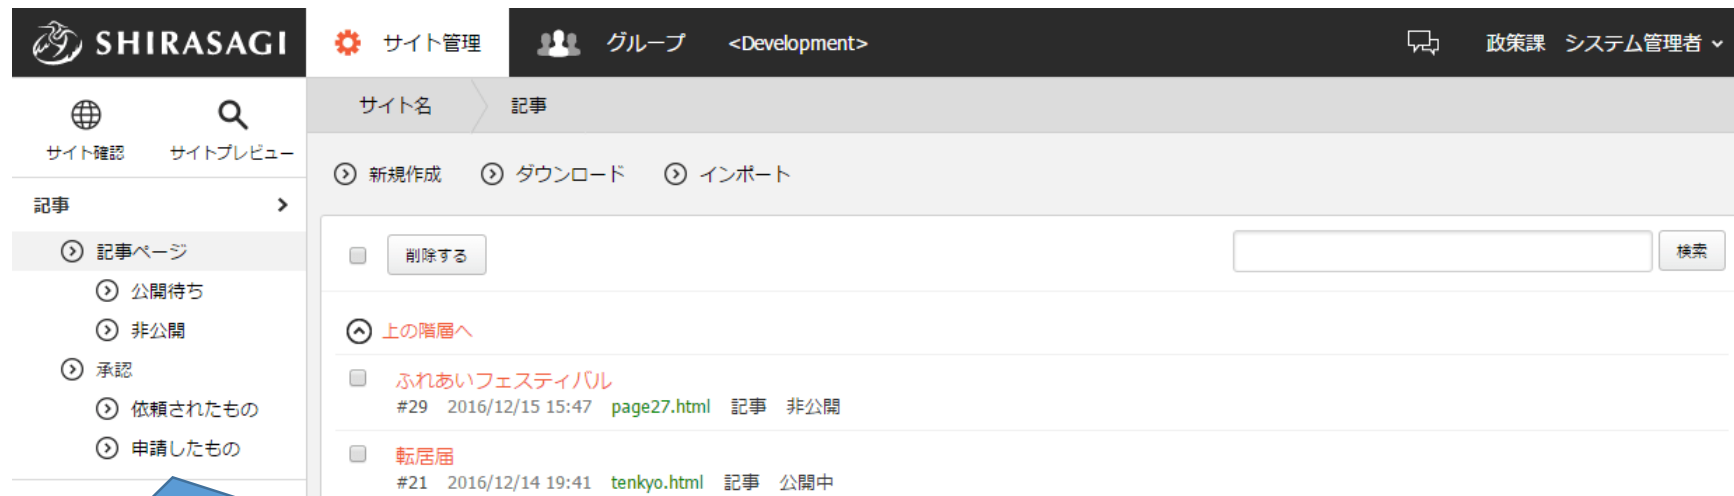 SHIRASAGI サイト管理 グループ <Development> 政策課 システム管理者
サイト確認 サイトプレビュー
サイト名 記事
新規作成 ダウンロード インポート
記事
記事ページ
公開待ち
非公開
承認
依頼されたもの
申請したもの
削除する 検索
上の階層へ
ふれあいフェスティバル
#29 2016/12/15 15:47 page27.html 記事 非公開
転居届
#21 2016/12/14 19:41 tenkyo.html 記事 公開中